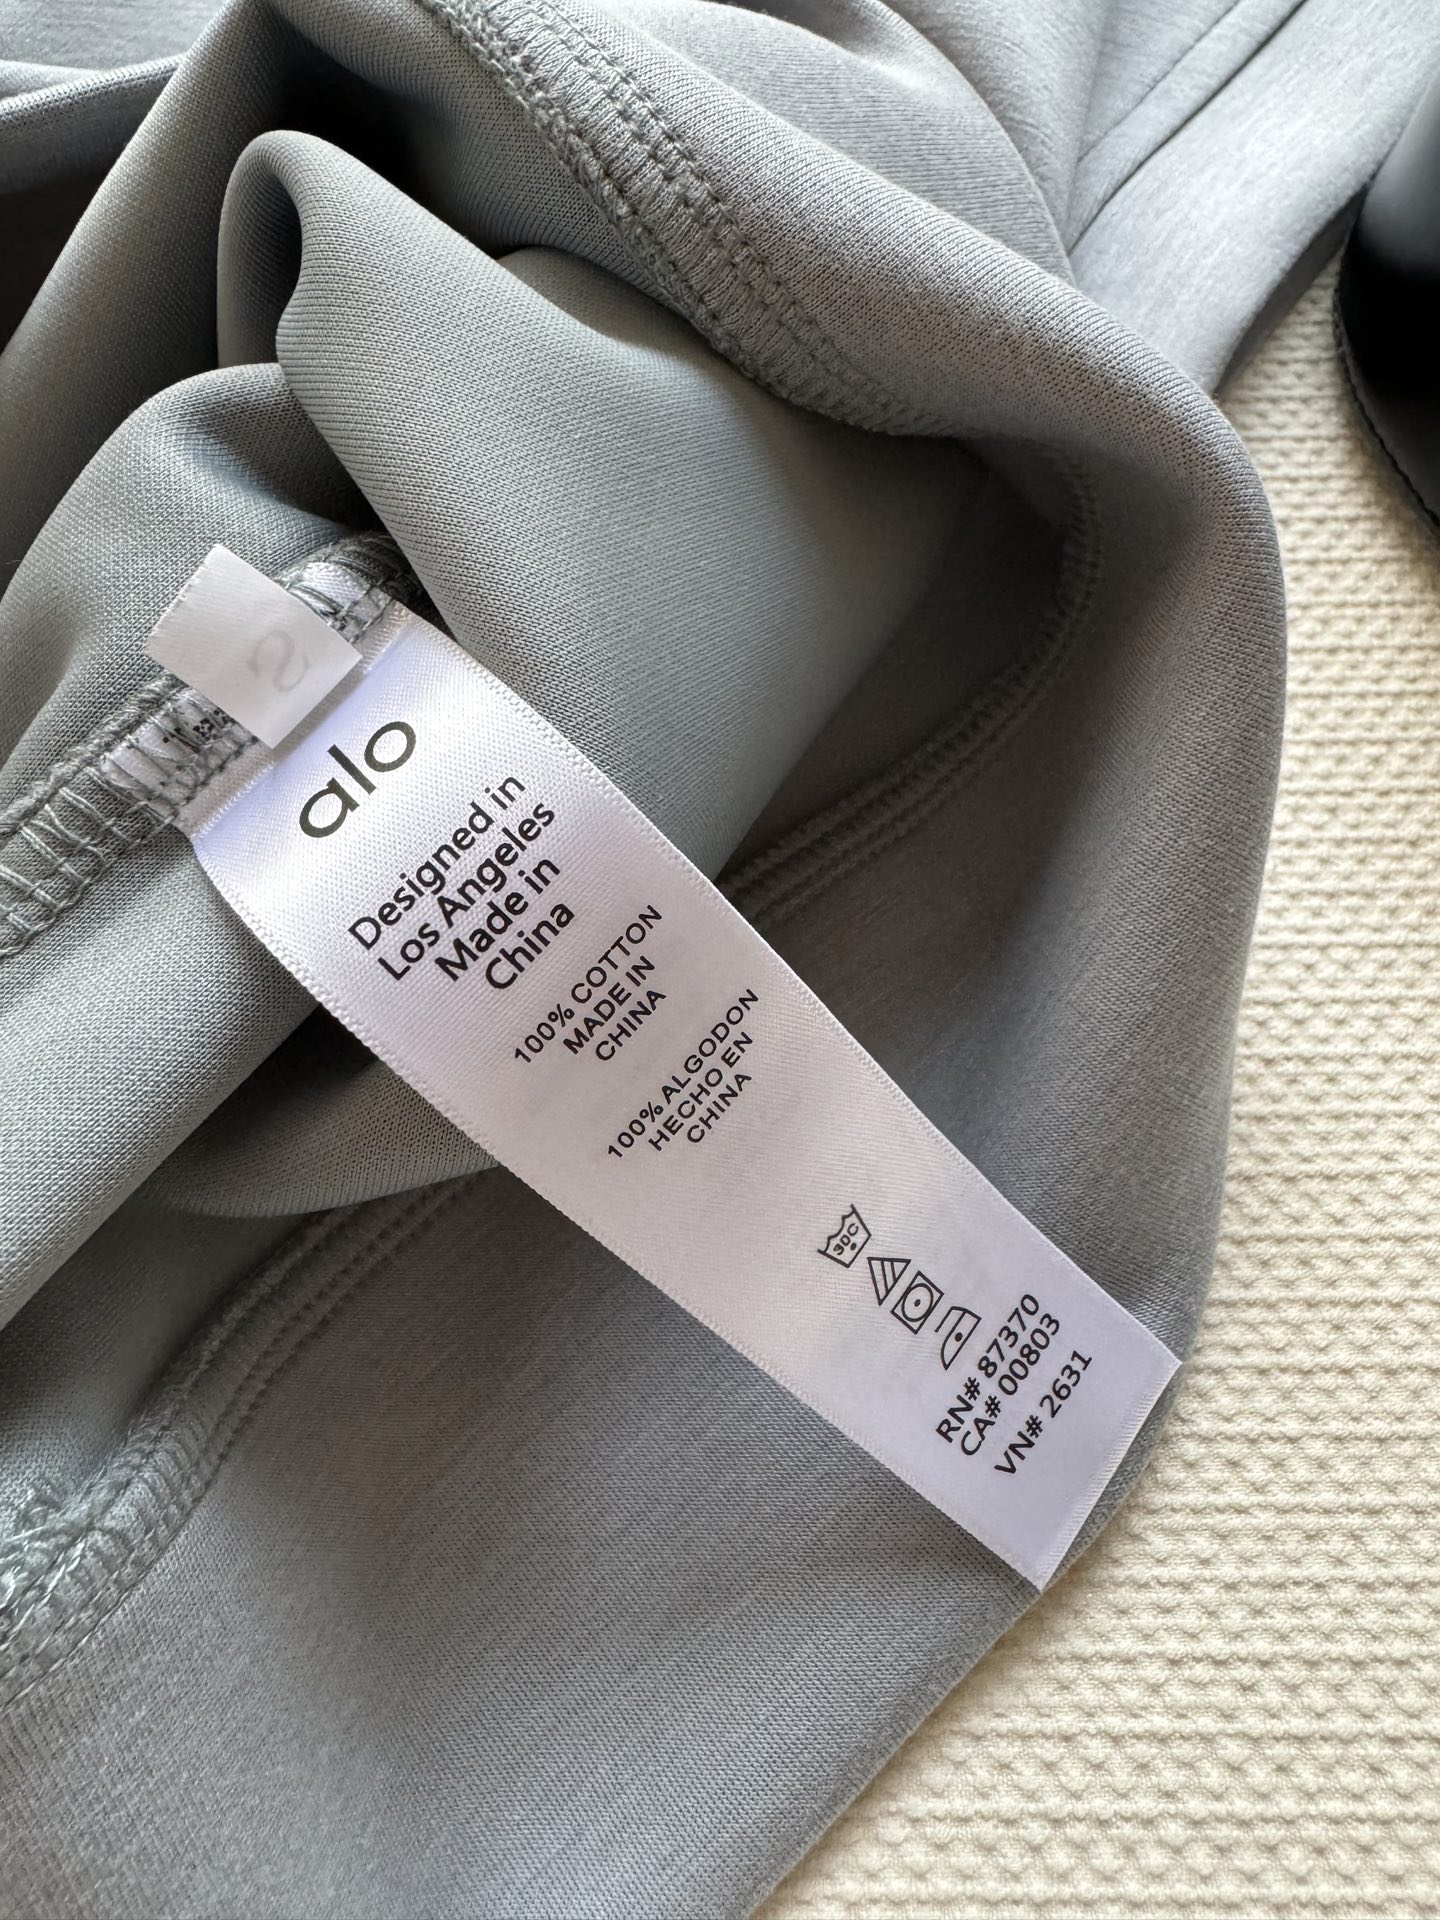 S
alo
Designed in
Los Angeles
Made in
China
100% COTTON
MADE IN
CHINA
100% ALGODON
HECHO EN
CHINA
30C
RN# 87370
CA# 00803
VN# 2631